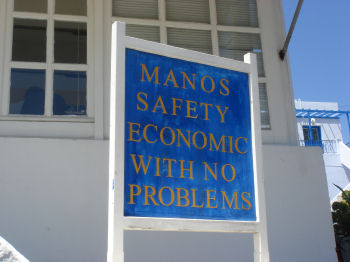 MANOS
SAFETY
ECONOMIC
WITH NO
PROBLEMS